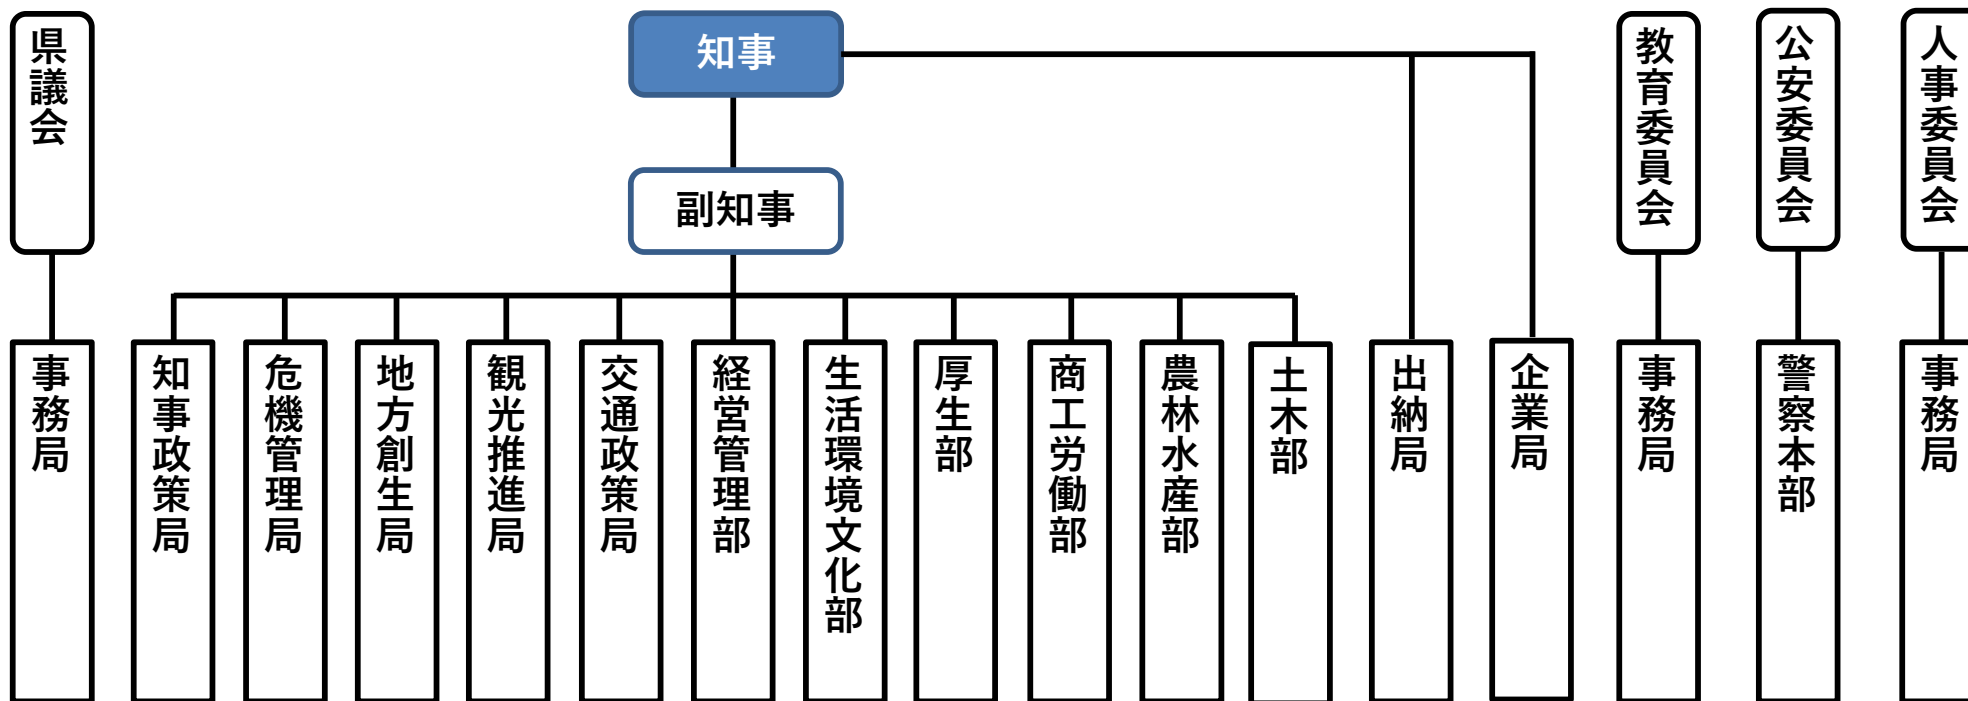 県議会
知事
副知事
教育委員会
公安委員会
人事委員会
事務局
知事政策局
危機管理局
地方創生局
観光推進局
交通政策局
経営管理部
生活環境文化部
厚生部
商工労働部
農林水産部
土木部
出納局
企業局
事務局
警察本部
事務局